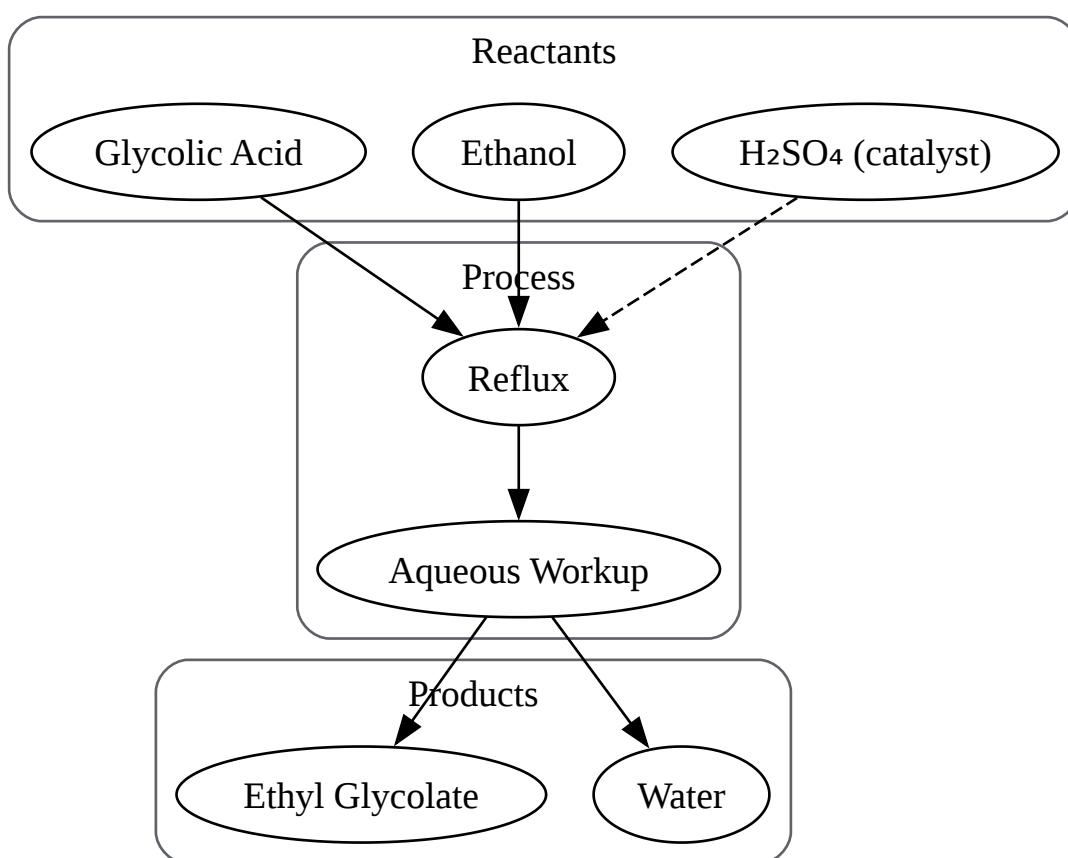 Reactants
Glycolic Acid
Ethanol
H₂SO₄ (catalyst)
Process
Reflux
Aqueous Workup
Products
Ethyl Glycolate
Water